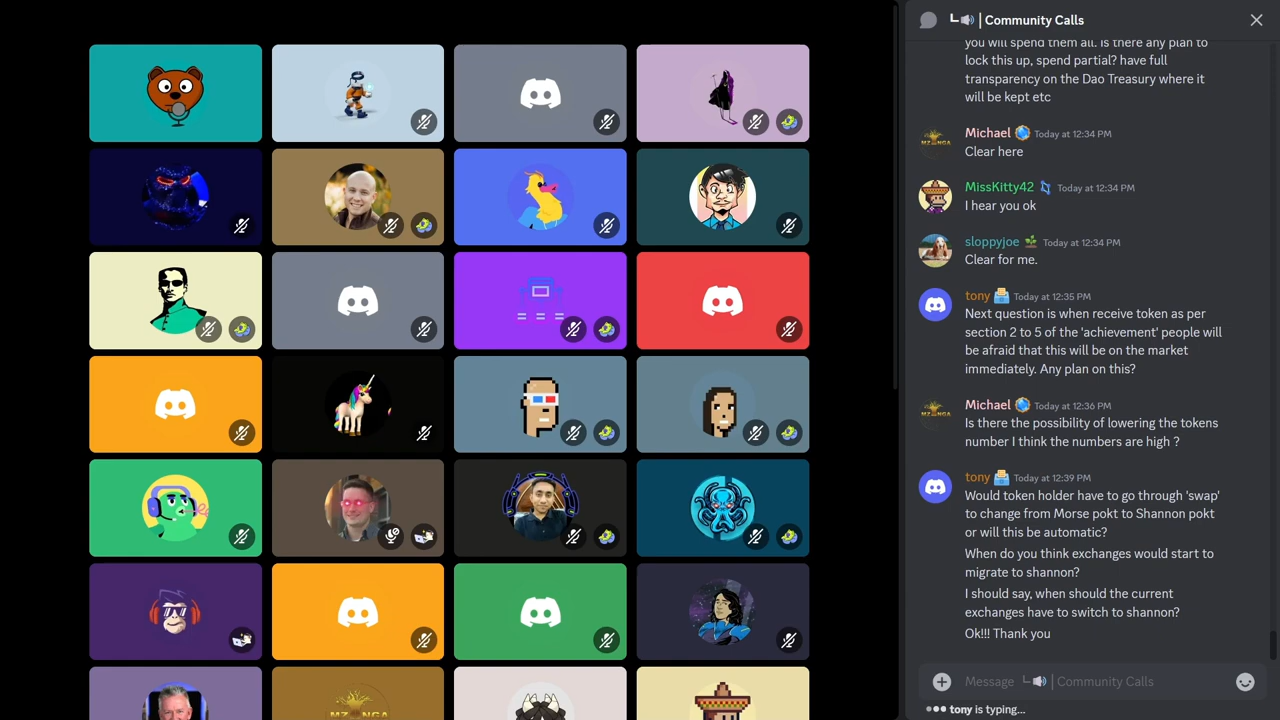 ┗🔊┃Community Calls
you will spend them all. is there any plan to
lock this up, spend partial? have full
transparency on the Dao Treasury where it
will be kept etc
Michael Today at 12:34 PM
Clear here
MissKitty42 Today at 12:34 PM
I hear you ok
sloppyjoe Today at 12:34 PM
Clear for me.
tony Today at 12:35 PM
Next question is when receive token as per
section 2 to 5 of the 'achievement' people will
be afraid that this will be on the market
immediately. Any plan on this?
Michael Today at 12:36 PM
Is there the possibility of lowering the tokens
number I think the numbers are high ?
tony Today at 12:39 PM
Would token holder have to go through 'swap'
to change from Morse pokt to Shannon pokt
or will this be automatic?
When do you think exchanges would start to
migrate to shannon?
I should say, when should the current
exchanges have to switch to shannon?
Ok!!! Thank you
Message ┗🔊┃Community Calls
tony is typing...
MZ NGA